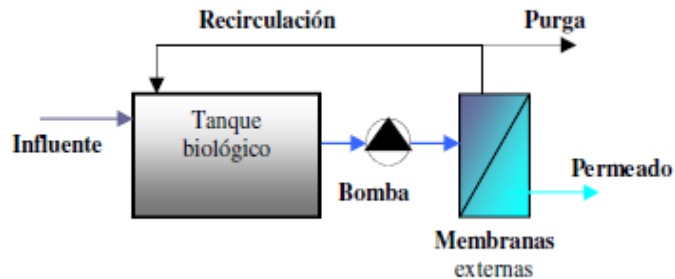 Recirculación
Purga
Influente
Tanque
biológico
Bomba
Permeado
Membranas
externas